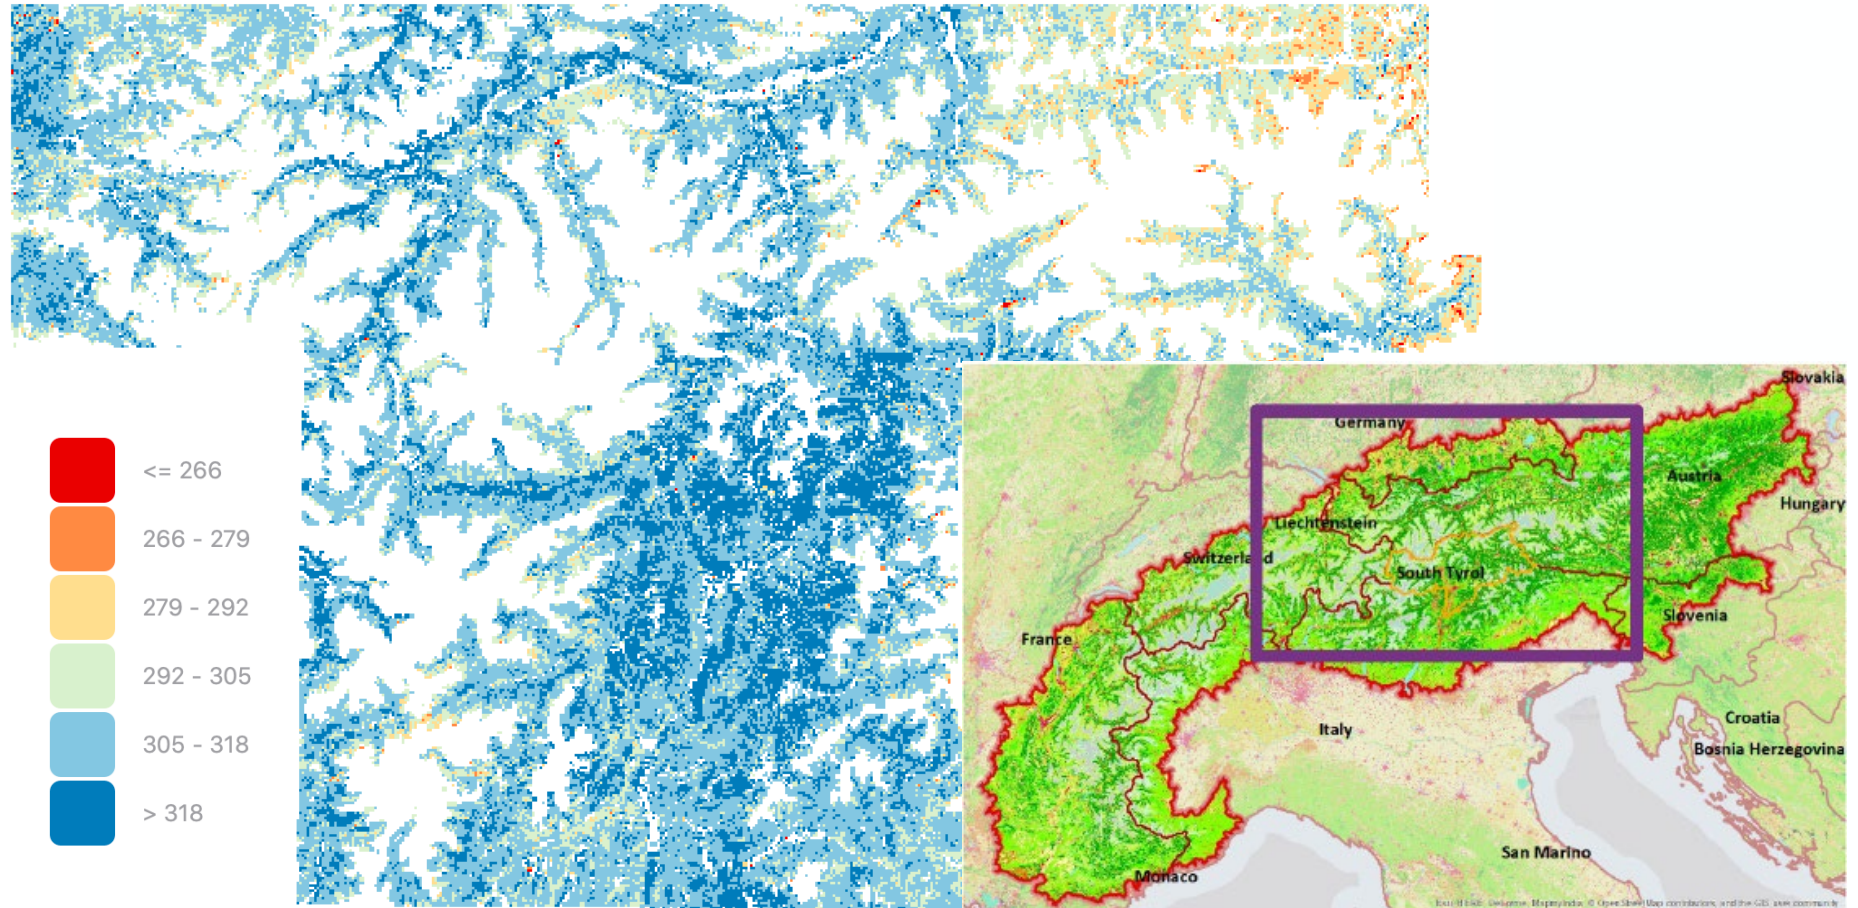 <= 266
266 - 279
279 - 292
292 - 305
305 - 318
> 318
Slovakia
Germany
Austria
Hungary
Liechtenstein
Switzerland
South Tyrol
Slovenia
France
Croatia
Italy
Bosnia Herzegovina
San Marino
Monaco